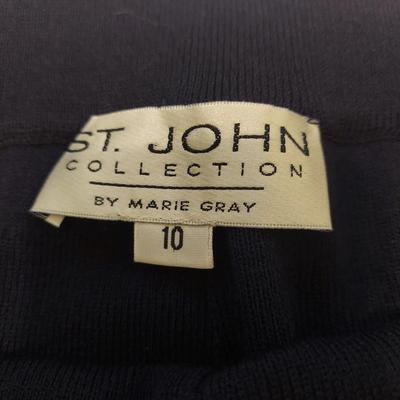 ST. JOHN
COLLECTION
BY MARIE GRAY
10